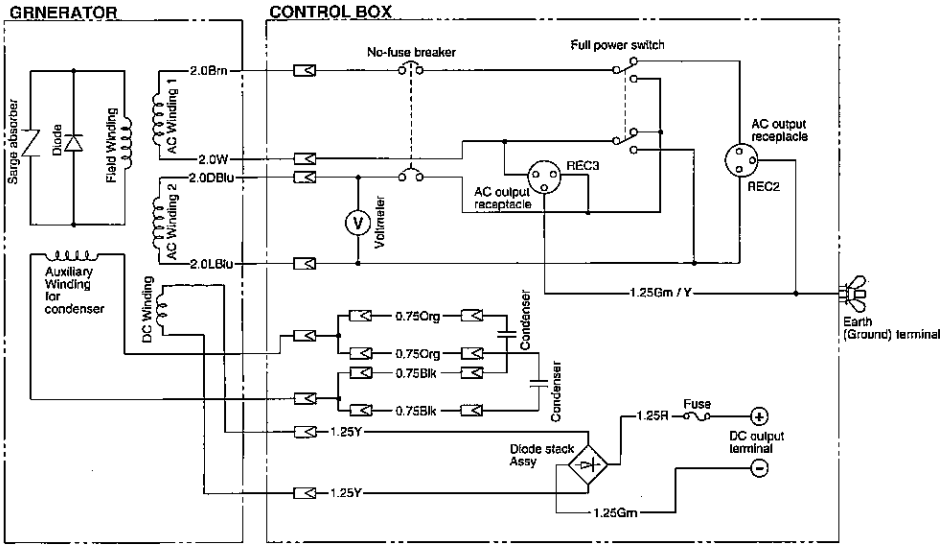 GRNERATOR
CONTROL BOX
Sarge absorber
Diode
Field Winding
AC Winding 1
2.0Brn
2.0W
AC Winding 2
2.0DBlu
2.0LBlu
No-fuse breaker
Full power switch
AC output
receptacle
REC3
AC output
receptacle
REC2
V
Voltmeter
Auxiliary
Winding
for
condenser
DC Winding
1.25Grn / Y
Earth
(Ground) terminal
0.75Org
0.75Org
0.75Blk
0.75Blk
Condenser
Condenser
1.25Y
1.25Y
Diode stack
Assy
1.25R
Fuse
+
DC output
terminal
−
1.25Grn